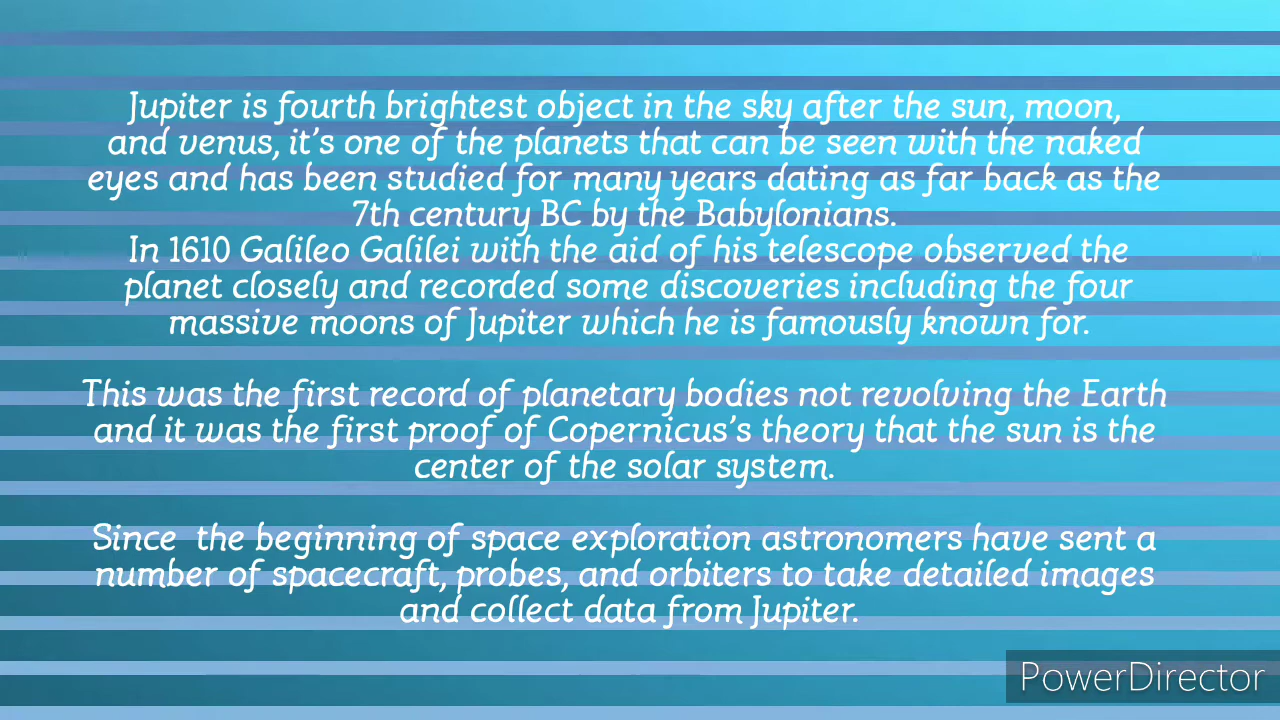 Jupiter is fourth brightest object in the sky after the sun, moon,
and venus, it's one of the planets that can be seen with the naked
eyes and has been studied for many years dating as far back as the
7th century BC by the Babylonians.
In 1610 Galileo Galilei with the aid of his telescope observed the
planet closely and recorded some discoveries including the four
massive moons of Jupiter which he is famously known for.
This was the first record of planetary bodies not revolving the Earth
and it was the first proof of Copernicus's theory that the sun is the
center of the solar system.
Since the beginning of space exploration astronomers have sent a
number of spacecraft, probes, and orbiters to take detailed images
and collect data from Jupiter.
PowerDirector